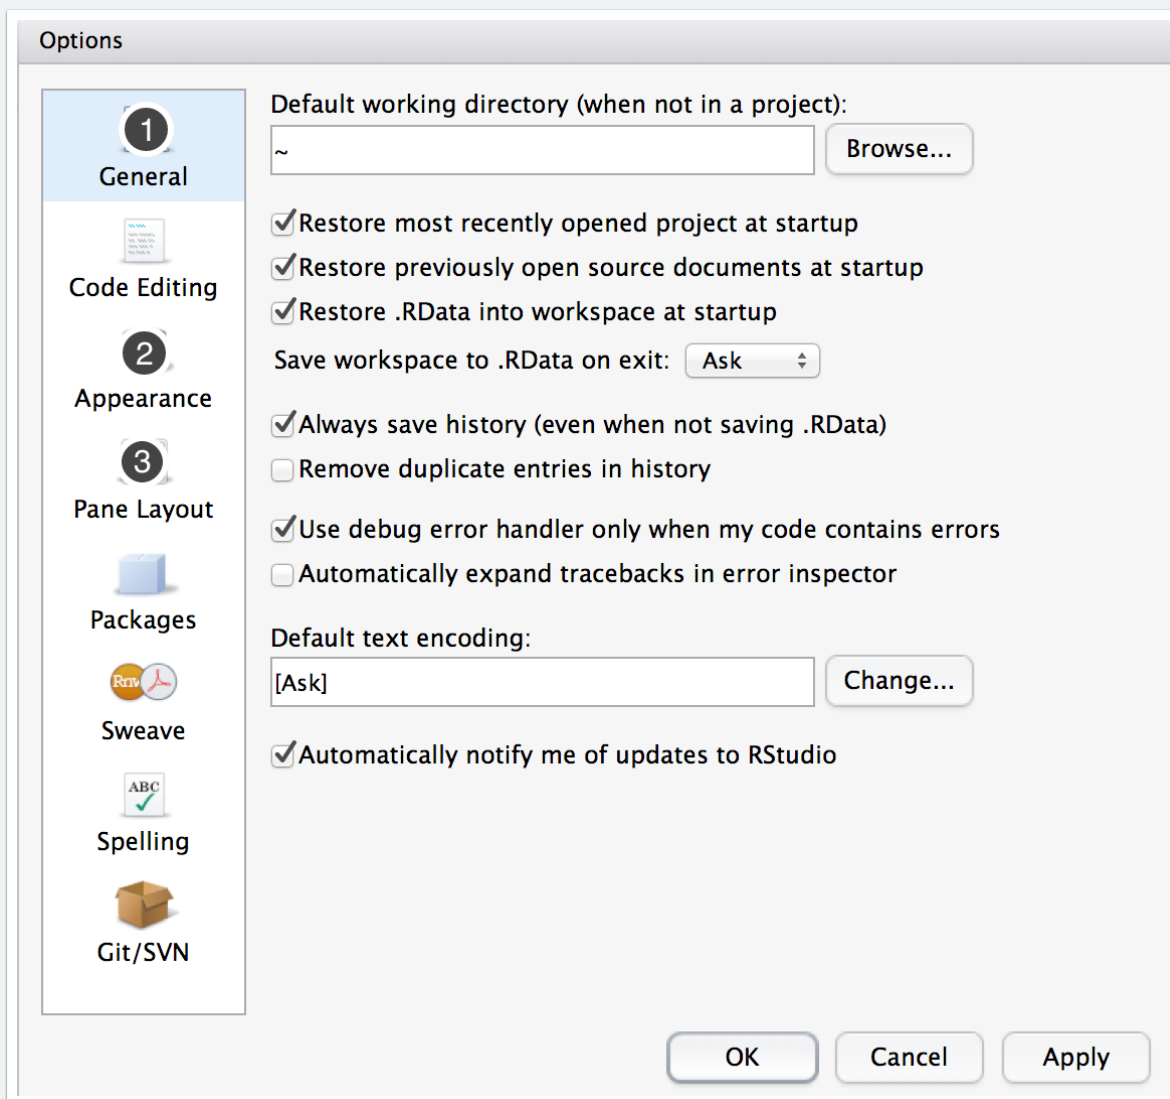 Options
1
General
Code Editing
2
Appearance
3
Pane Layout
Packages
Rnw
Sweave
ABC
Spelling
Git/SVN
Default working directory (when not in a project):
~
Browse...
Restore most recently opened project at startup
Restore previously open source documents at startup
Restore .RData into workspace at startup
Save workspace to .RData on exit: Ask
Always save history (even when not saving .RData)
Remove duplicate entries in history
Use debug error handler only when my code contains errors
Automatically expand tracebacks in error inspector
Default text encoding:
[Ask]
Change...
Automatically notify me of updates to RStudio
OK
Cancel
Apply